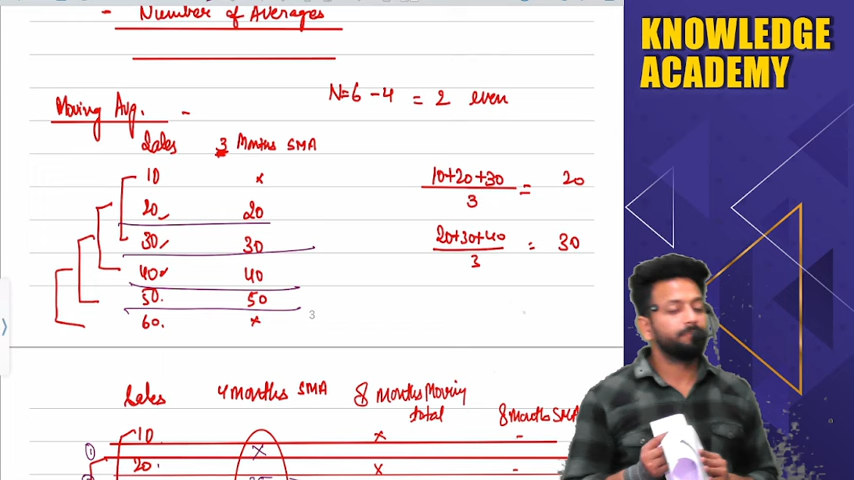 - Number of Averages
KNOWLEDGE
ACADEMY
Moving Avg. -
N=6-4 = 2 even
Sales 3 Months SMA
10 x
20 20
30 30
40 40
50. 50
60. x
10+20+30/3 = 20
20+30+40/3 = 30
3
Sales 4 months SMA 8 months Moving total 8 months SMA
① 10 x x -
20. x -